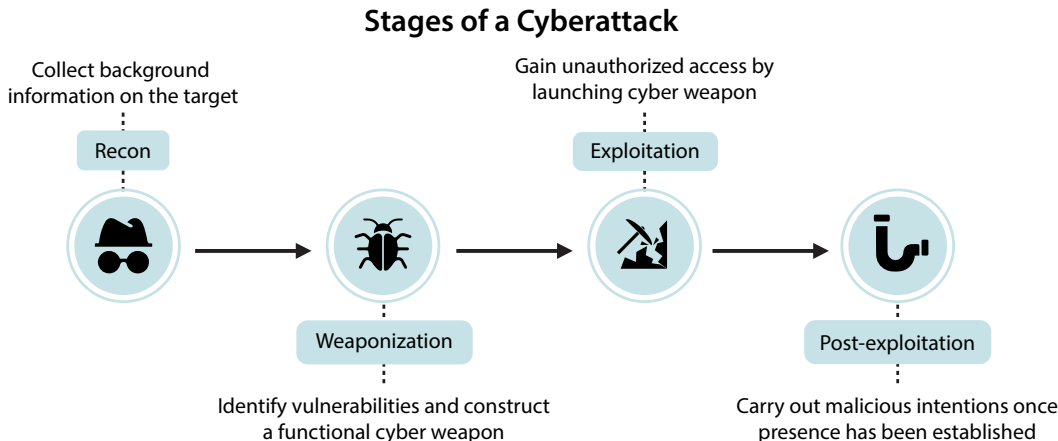 Stages of a Cyberattack
Collect background
information on the target
Recon
Weaponization
Identify vulnerabilities and construct
a functional cyber weapon
Gain unauthorized access by
launching cyber weapon
Exploitation
Post-exploitation
Carry out malicious intentions once
presence has been established